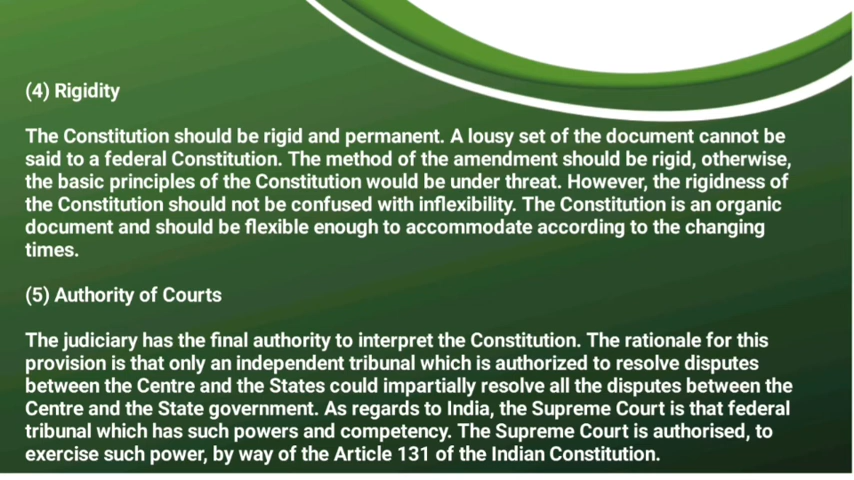 (4) Rigidity
The Constitution should be rigid and permanent. A lousy set of the document cannot be
said to a federal Constitution. The method of the amendment should be rigid, otherwise,
the basic principles of the Constitution would be under threat. However, the rigidness of
the Constitution should not be confused with inflexibility. The Constitution is an organic
document and should be flexible enough to accommodate according to the changing
times.
(5) Authority of Courts
The judiciary has the final authority to interpret the Constitution. The rationale for this
provision is that only an independent tribunal which is authorized to resolve disputes
between the Centre and the States could impartially resolve all the disputes between the
Centre and the State government. As regards to India, the Supreme Court is that federal
tribunal which has such powers and competency. The Supreme Court is authorised, to
exercise such power, by way of the Article 131 of the Indian Constitution.